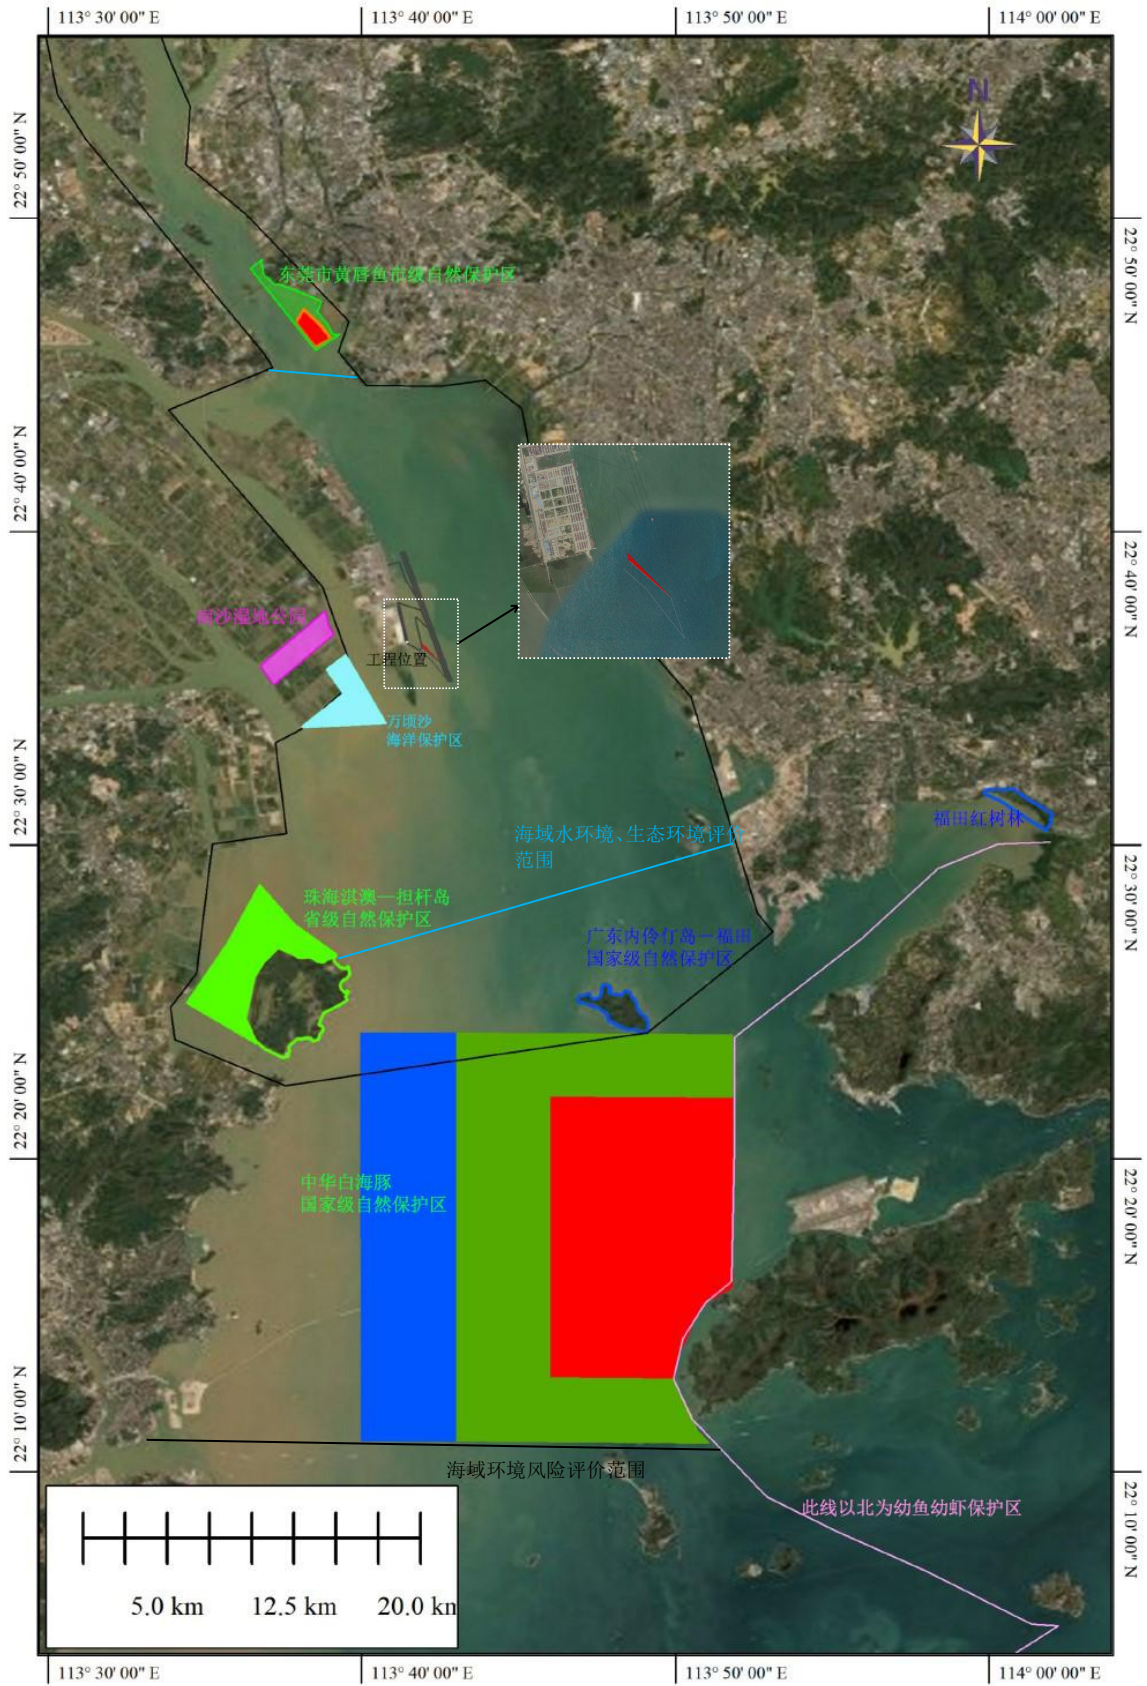 113° 30' 00" E
113° 40' 00" E
113° 50' 00" E
114° 00' 00" E
N
22° 50' 00" N
22° 50' 00" N
东莞市黄唇鱼市级自然保护区
22° 40' 00" N
22° 40' 00" N
南沙湿地公园
工程位置
万顷沙
海洋保护区
22° 30' 00" N
22° 30' 00" N
福田红树林
海域水环境、生态环境评价
范围
珠海淇澳—担杆岛
省级自然保护区
广东内伶仃岛—福田
国家级自然保护区
22° 20' 00" N
22° 20' 00" N
中华白海豚
国家级自然保护区
22° 10' 00" N
22° 10' 00" N
海域环境风险评价范围
此线以北为幼鱼幼虾保护区
5.0 km
12.5 km
20.0 km
113° 30' 00" E
113° 40' 00" E
113° 50' 00" E
114° 00' 00" E